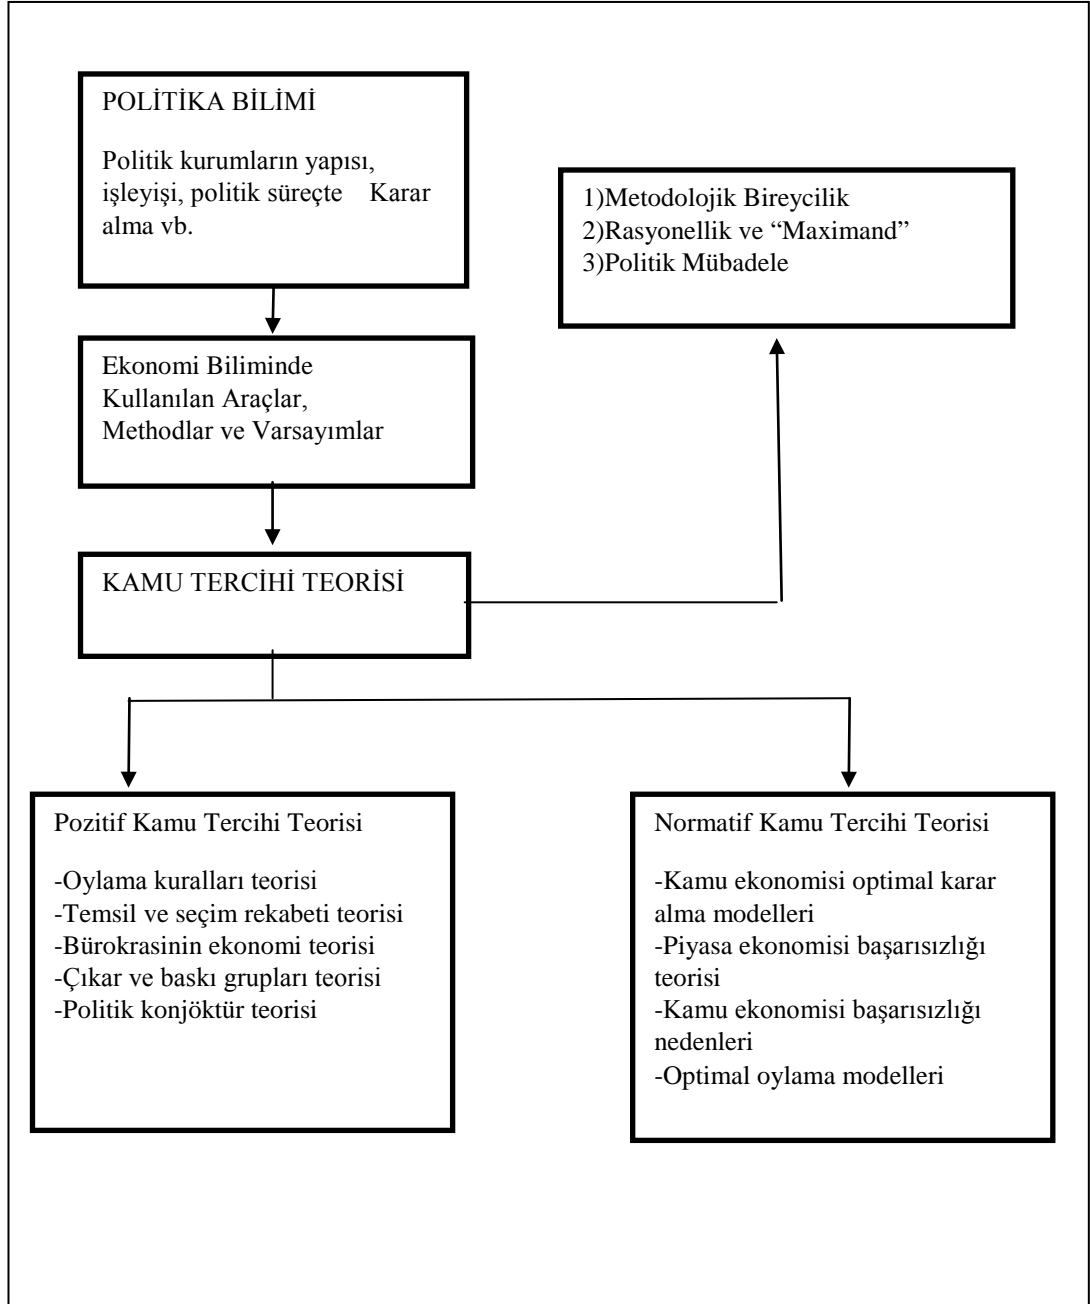 POLİTİKA BİLİMİ
Politik kurumların yapısı,
işleyişi, politik süreçte Karar
alma vb.
1)Metodolojik Bireycilik
2)Rasyonellik ve “Maximand”
3)Politik Mübadele
Ekonomi Biliminde
Kullanılan Araçlar,
Methodlar ve Varsayımlar
KAMU TERCİHİ TEORİSİ
Pozitif Kamu Tercihi Teorisi
-Oylama kuralları teorisi
-Temsil ve seçim rekabeti teorisi
-Bürokrasinin ekonomi teorisi
-Çıkar ve baskı grupları teorisi
-Politik konjöktür teorisi
Normatif Kamu Tercihi Teorisi
-Kamu ekonomisi optimal karar
alma modelleri
-Piyasa ekonomisi başarısızlığı
teorisi
-Kamu ekonomisi başarısızlığı
nedenleri
-Optimal oylama modelleri